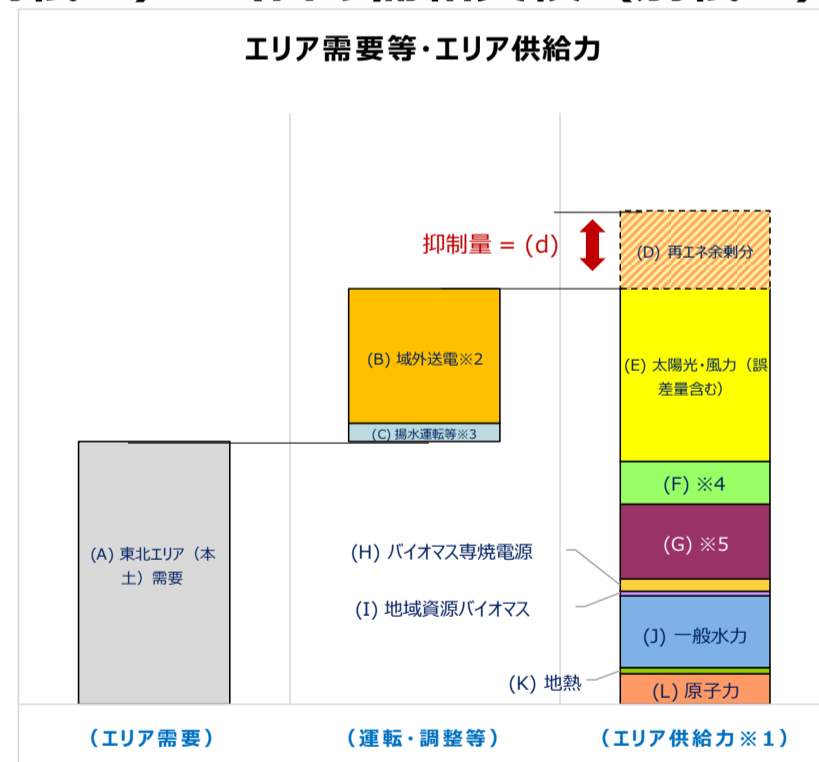 エリア需要等・エリア供給力
抑制量 = (d)
(D) 再エネ余剰分
(B) 域外送電※2
(E) 太陽光・風力（誤
差量含む）
(C) 揚水運転等※3
(F) ※4
(A) 東北エリア（本
土）需要
(G) ※5
(H) バイオマス専焼電源
(I) 地域資源バイオマス
(J) 一般水力
(K) 地熱
(L) 原子力
（エリア需要）
（運転・調整等）
（エリア供給力※１）